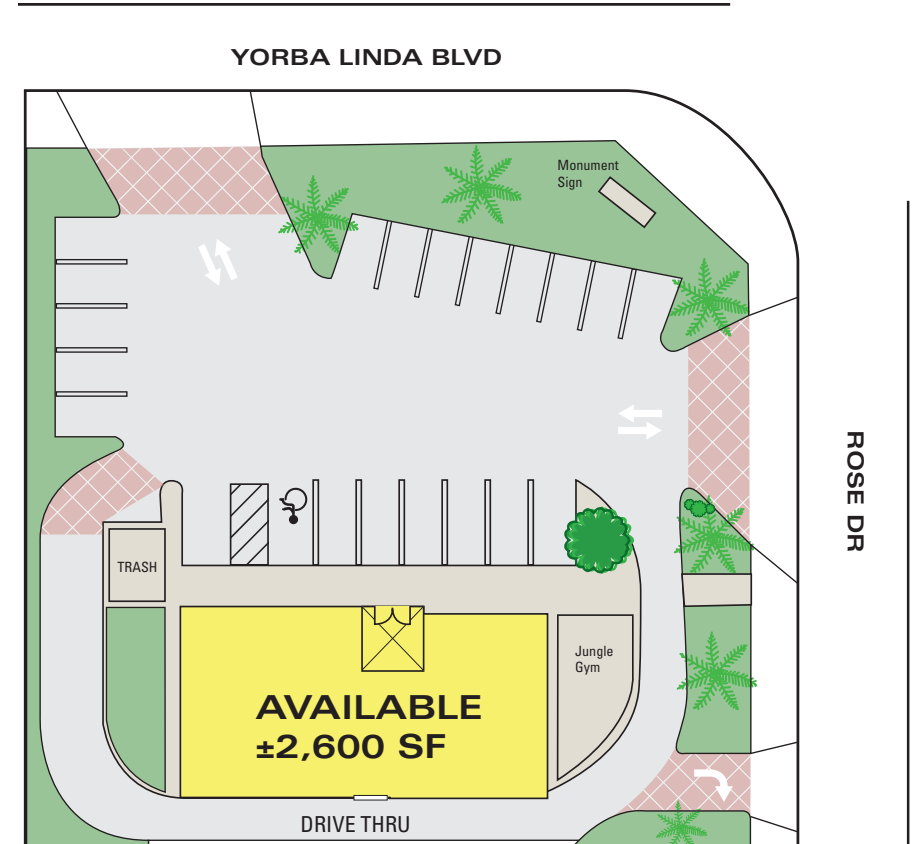 YORBA LINDA BLVD
Monument
Sign
ROSE DR
TRASH
Jungle
Gym
AVAILABLE
±2,600 SF
DRIVE THRU